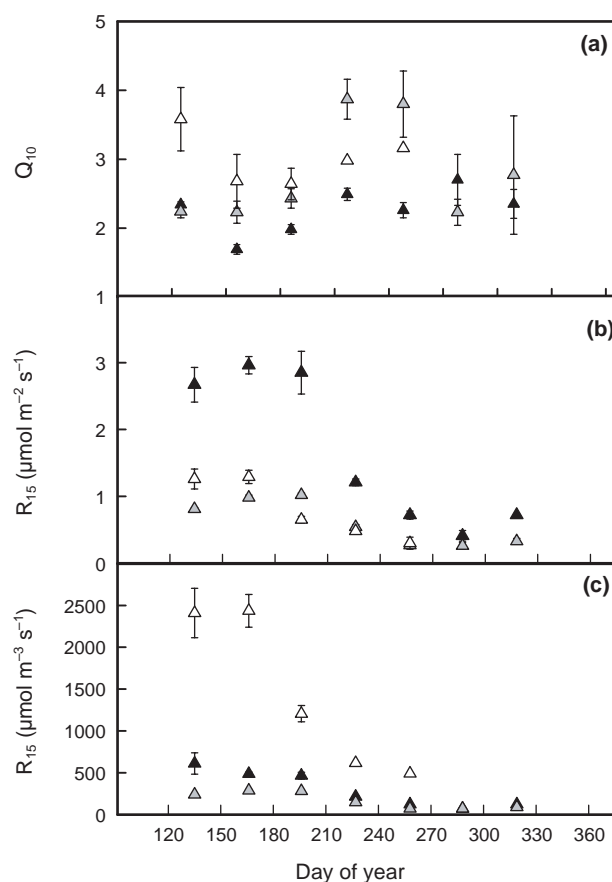 (a)
5
4
3
2
1
Q₁₀
(b)
3
2
1
0
R₁₅ (μmol m⁻² s⁻¹)
(c)
2500
2000
1500
1000
500
0
R₁₅ (μmol m⁻³ s⁻¹)
120 150 180 210 240 270 300 330 360
Day of year